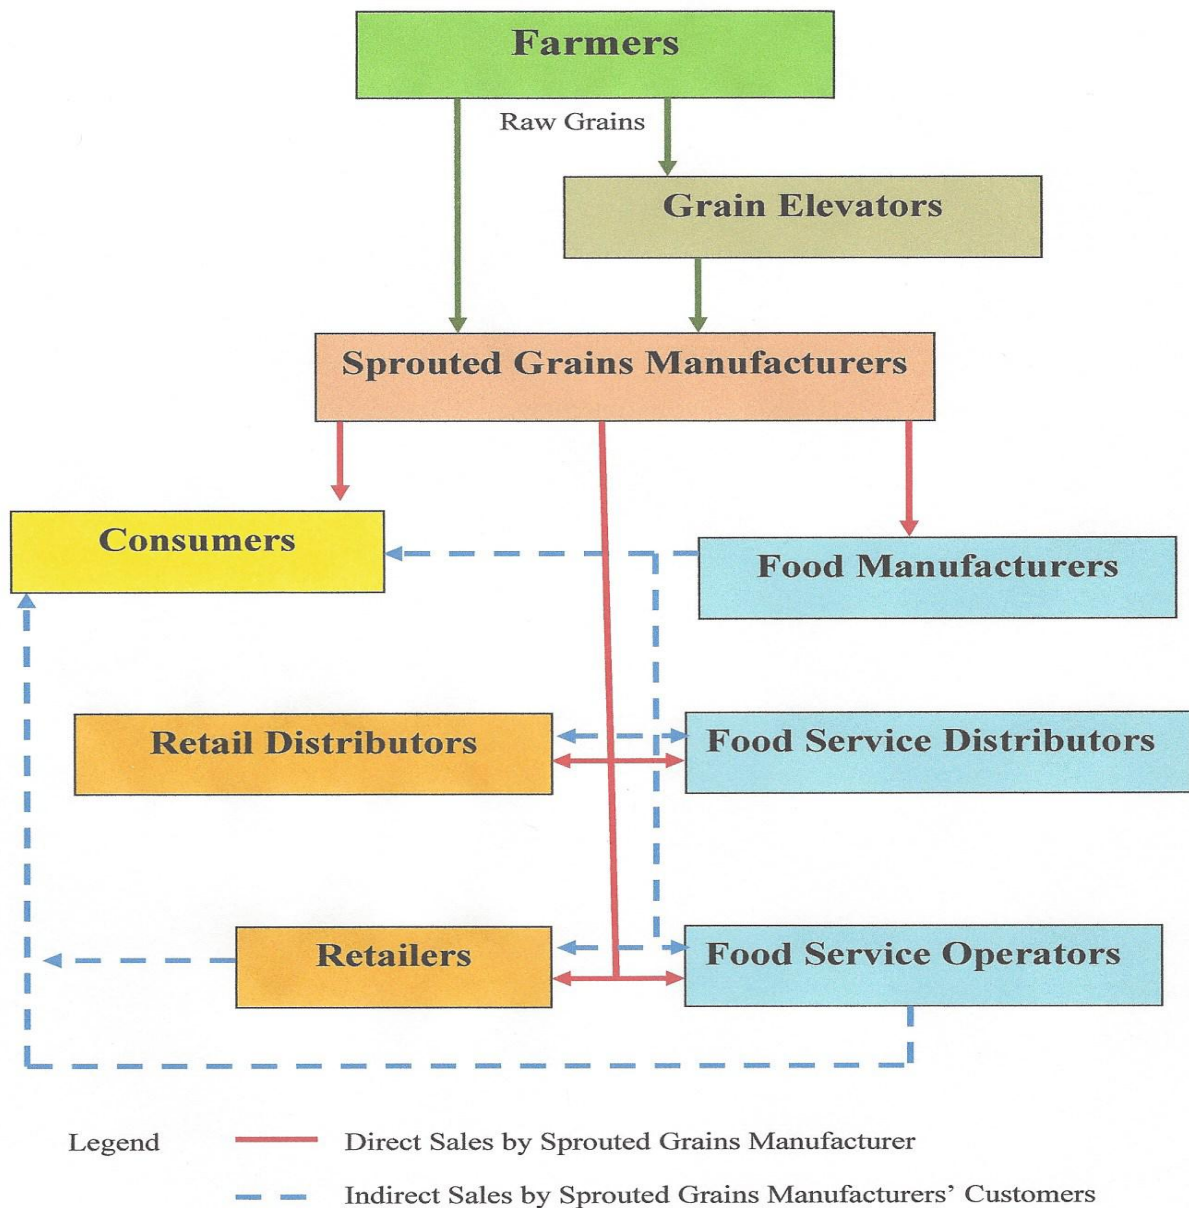 Farmers
Raw Grains
Grain Elevators
Sprouted Grains Manufacturers
Consumers
Food Manufacturers
Retail Distributors
Food Service Distributors
Retailers
Food Service Operators
Legend
Direct Sales by Sprouted Grains Manufacturer
Indirect Sales by Sprouted Grains Manufacturers’ Customers